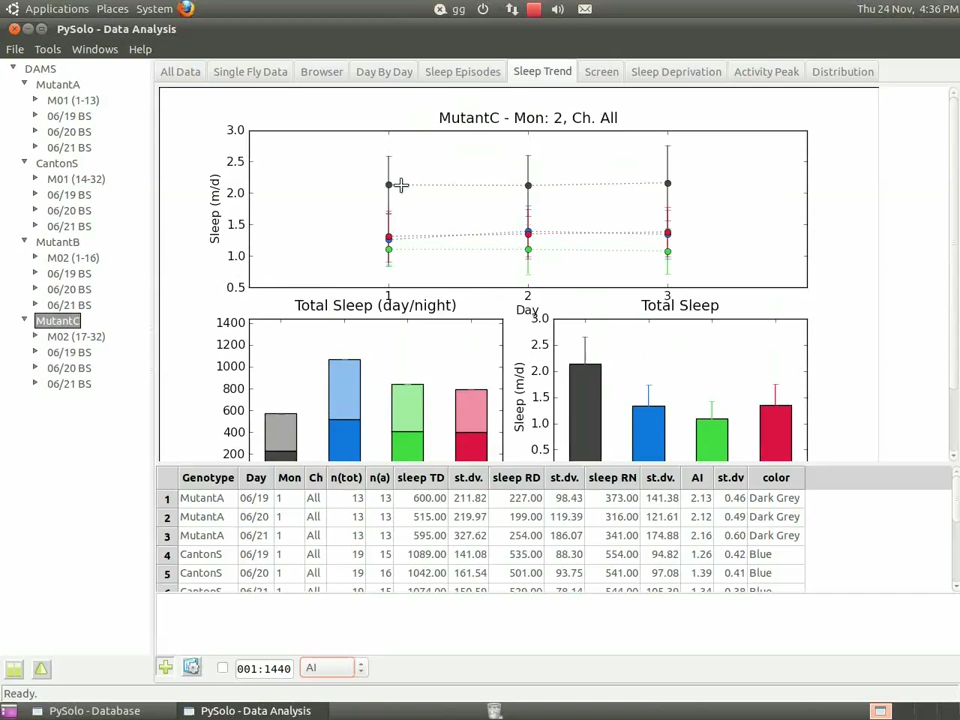 Applications Places System gg Thu 24 Nov, 4:36 PM
PySolo - Data Analysis
File Tools Windows Help
DAMS
MutantA
M01 (1-13)
06/19 BS
06/20 BS
06/21 BS
CantonS
M01 (14-32)
06/19 BS
06/20 BS
06/21 BS
MutantB
M02 (1-16)
06/19 BS
06/20 BS
06/21 BS
MutantC
M02 (17-32)
06/19 BS
06/20 BS
06/21 BS
All Data Single Fly Data Browser Day By Day Sleep Episodes Sleep Trend Screen Sleep Deprivation Activity Peak Distribution
MutantC - Mon: 2, Ch. All
3.0
2.5
2.0
1.5
1.0
0.5
Sleep (m/d)
1 2 3
Day
Total Sleep (day/night)
1400
1200
1000
800
600
400
200
Total Sleep
3.0
2.5
2.0
1.5
1.0
0.5
Sleep (m/d)
Genotype Day Mon Ch n(tot) n(a) sleep TD st.dv. sleep RD st.dv. sleep RN st.dv. AI st.dv color
1 MutantA 06/19 1 All 13 13 600.00 211.82 227.00 98.43 373.00 141.38 2.13 0.46 Dark Grey
2 MutantA 06/20 1 All 13 13 515.00 219.97 199.00 119.39 316.00 121.61 2.12 0.49 Dark Grey
3 MutantA 06/21 1 All 13 13 595.00 327.62 254.00 186.07 341.00 174.88 2.16 0.60 Dark Grey
4 CantonS 06/19 1 All 19 15 1089.00 141.08 535.00 88.30 554.00 94.82 1.26 0.42 Blue
5 CantonS 06/20 1 All 19 16 1042.00 161.54 501.00 93.75 541.00 97.08 1.39 0.41 Blue
001:1440 AI
Ready.
PySolo - Database PySolo - Data Analysis